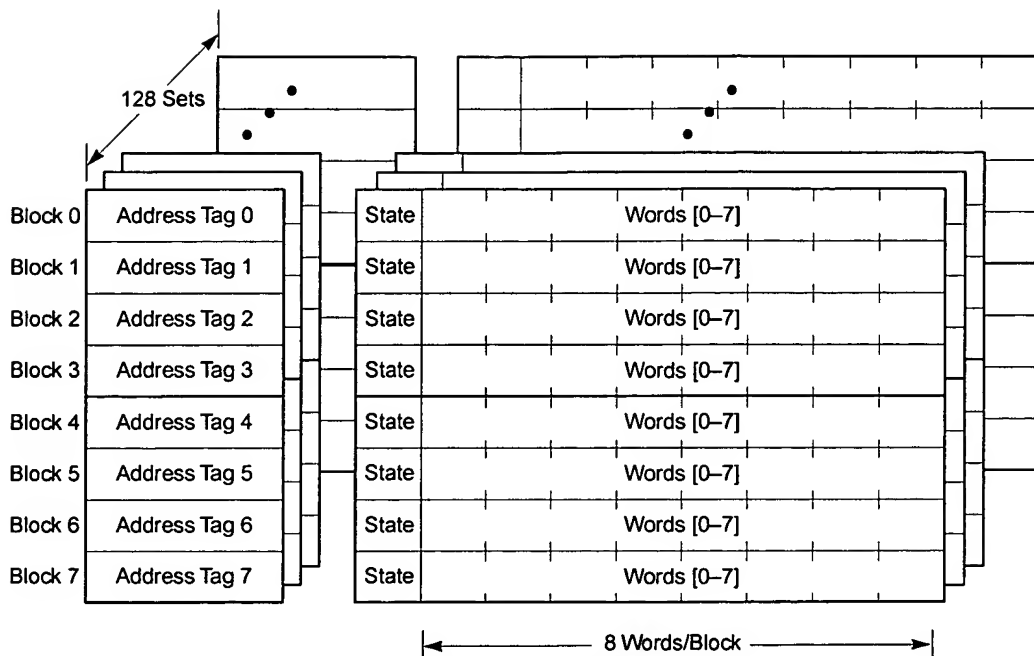 128 Sets
Block 0 Address Tag 0 State Words [0–7]
Block 1 Address Tag 1 State Words [0–7]
Block 2 Address Tag 2 State Words [0–7]
Block 3 Address Tag 3 State Words [0–7]
Block 4 Address Tag 4 State Words [0–7]
Block 5 Address Tag 5 State Words [0–7]
Block 6 Address Tag 6 State Words [0–7]
Block 7 Address Tag 7 State Words [0–7]
8 Words/Block